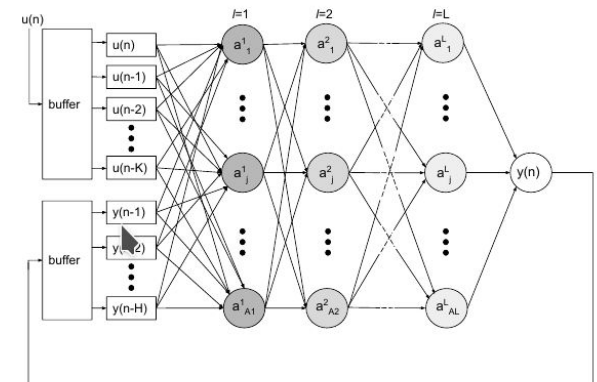 u(n)
l=1
l=2
l=L
buffer
u(n)
u(n-1)
u(n-2)
u(n-K)
a¹₁
a²₁
aᴸ₁
a¹ⱼ
a²ⱼ
aᴸⱼ
y(n)
buffer
y(n-1)
y(n-H)
a¹A1
a²A2
aᴸAL